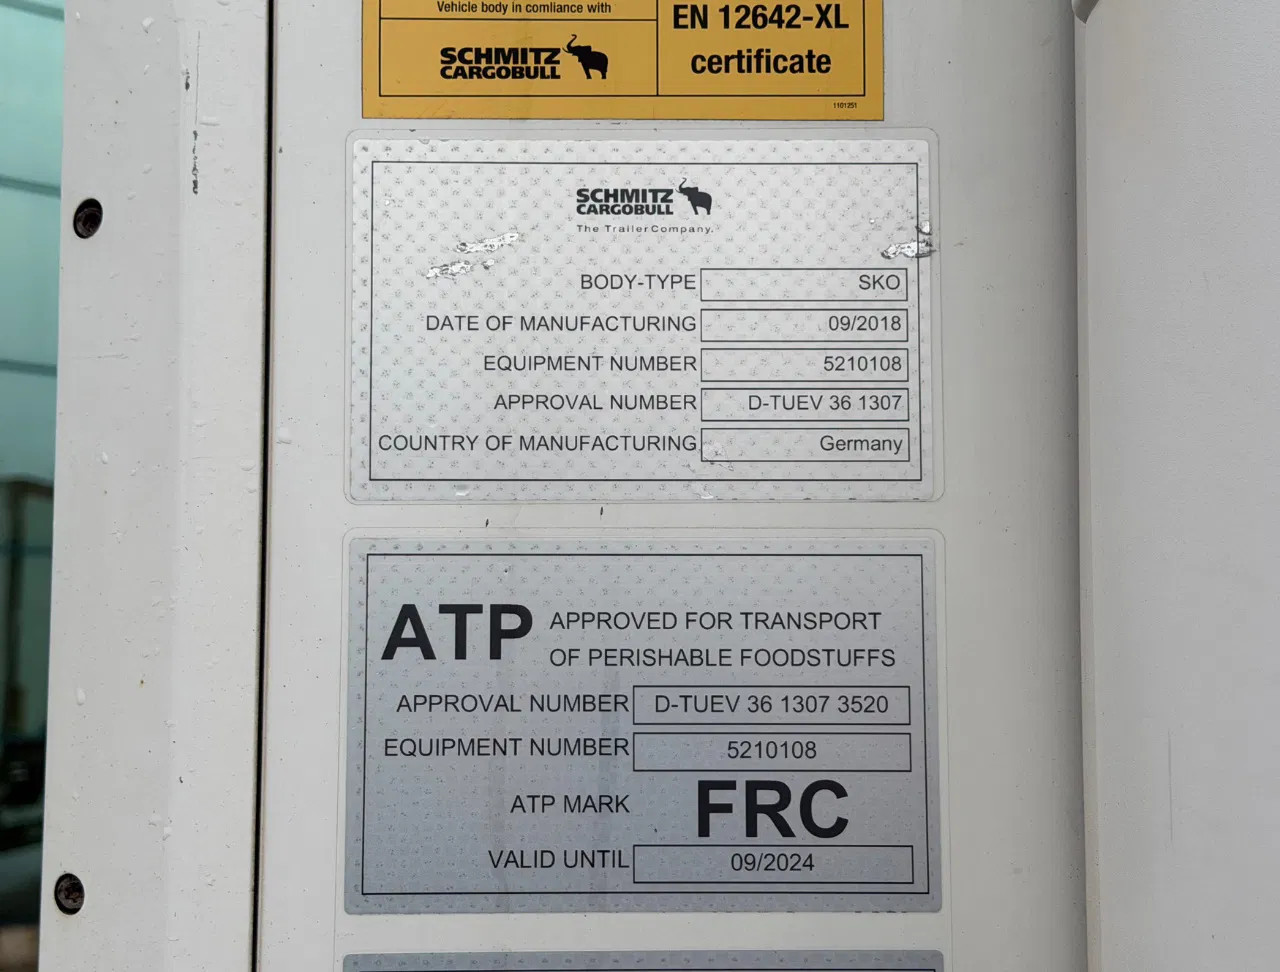 Vehicle body in comliance with
EN 12642-XL
SCHMITZ
CARGOBULL
certificate
1101251
SCHMITZ
CARGOBULL
The Trailer Company.
BODY-TYPE SKO
DATE OF MANUFACTURING 09/2018
EQUIPMENT NUMBER 5210108
APPROVAL NUMBER D-TUEV 36 1307
COUNTRY OF MANUFACTURING Germany
ATP APPROVED FOR TRANSPORT
OF PERISHABLE FOODSTUFFS
APPROVAL NUMBER D-TUEV 36 1307 3520
EQUIPMENT NUMBER 5210108
ATP MARK FRC
VALID UNTIL 09/2024